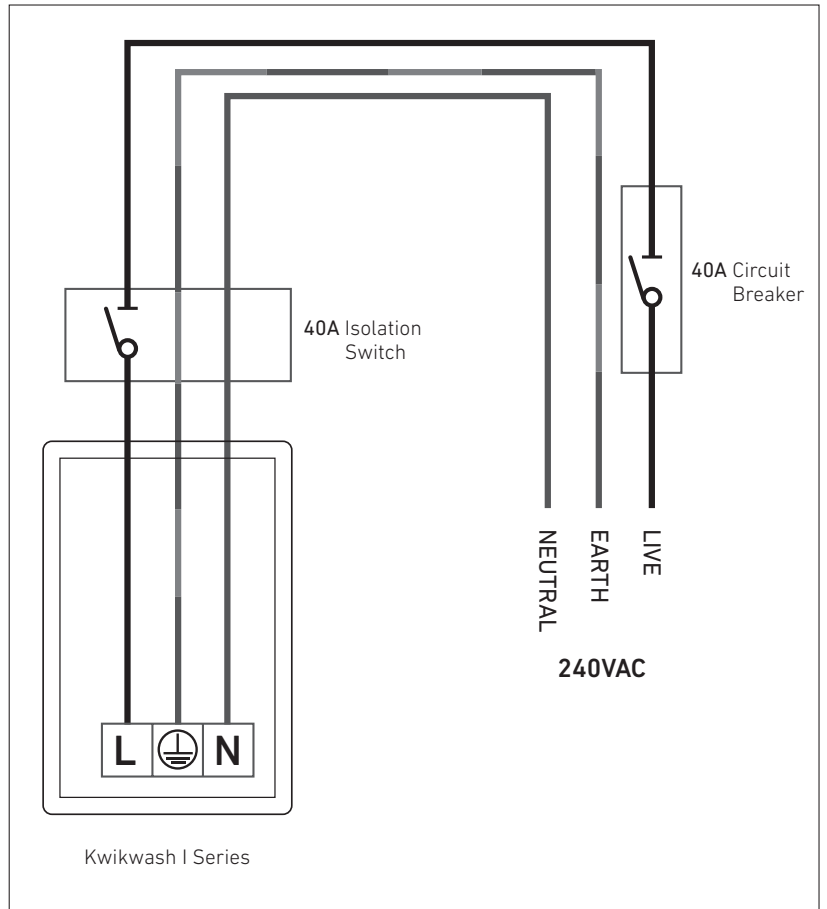 40A Circuit
Breaker
40A Isolation
Switch
NEUTRAL
EARTH
LIVE
240VAC
L
N
Kwikwash I Series